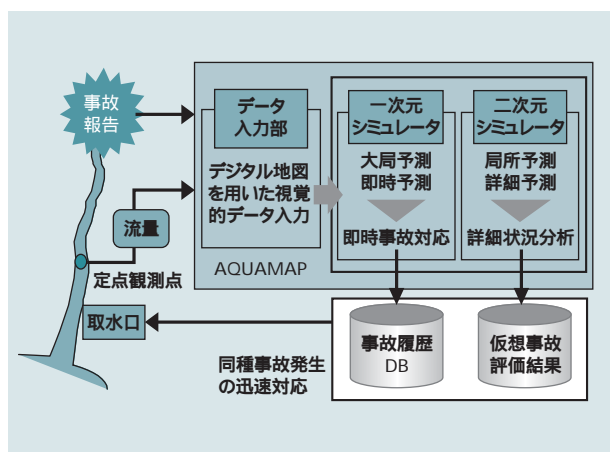 事故
報告
データ
入力部
デジタル地図
を用いた視覚
的データ入力
AQUAMAP
一次元
シミュレータ
大局予測
即時予測
即時事故対応
二次元
シミュレータ
局所予測
詳細予測
詳細状況分析
流量
定点観測点
取水口
同種事故発生
の迅速対応
事故履歴
DB
仮想事故
評価結果